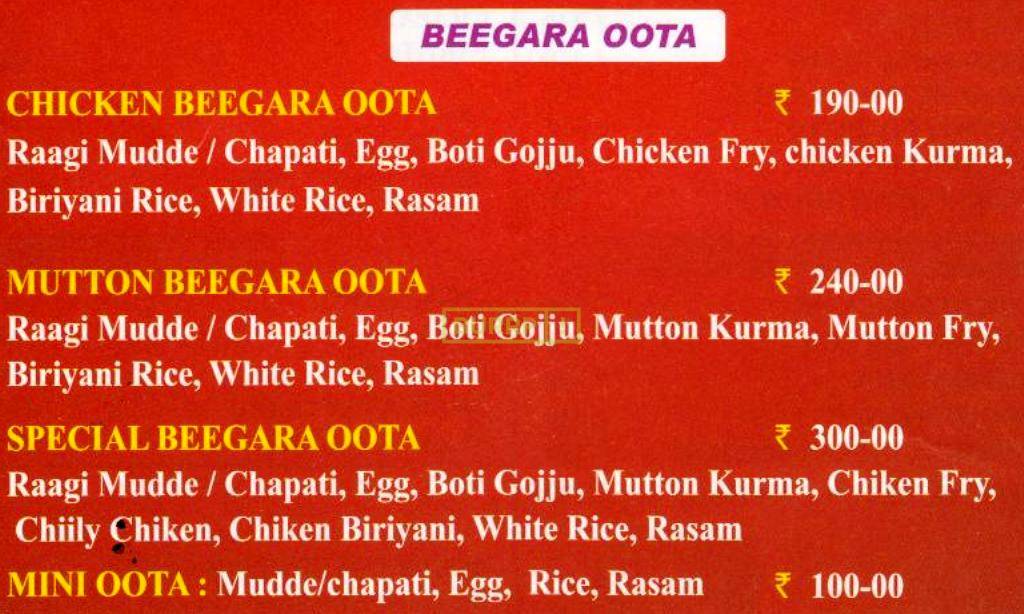 BEEGARA OOTA
CHICKEN BEEGARA OOTA ₹ 190-00
Raagi Mudde / Chapati, Egg, Boti Gojju, Chicken Fry, chicken Kurma,
Biriyani Rice, White Rice, Rasam
MUTTON BEEGARA OOTA ₹ 240-00
Raagi Mudde / Chapati, Egg, Boti Gojju, Mutton Kurma, Mutton Fry,
Biriyani Rice, White Rice, Rasam
SPECIAL BEEGARA OOTA ₹ 300-00
Raagi Mudde / Chapati, Egg, Boti Gojju, Mutton Kurma, Chiken Fry,
Chiily Chiken, Chiken Biriyani, White Rice, Rasam
MINI OOTA : Mudde/chapati, Egg, Rice, Rasam ₹ 100-00